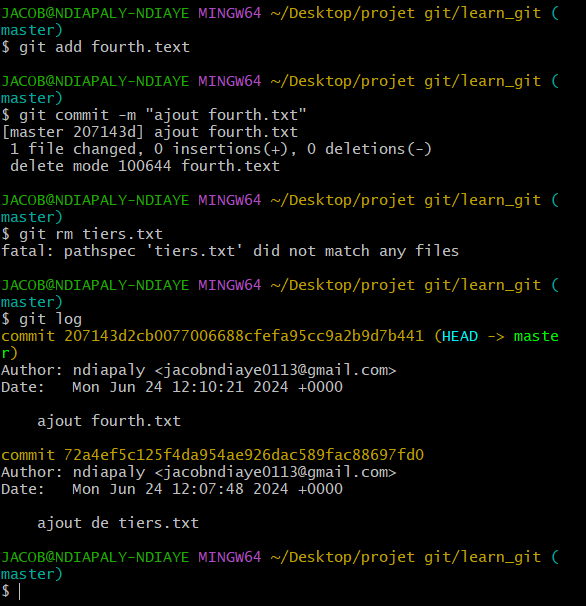 JACOB@NDIAPALY-NDIAYE MINGW64 ~/Desktop/projet git/learn_git (
master)
$ git add fourth.text
JACOB@NDIAPALY-NDIAYE MINGW64 ~/Desktop/projet git/learn_git (
master)
$ git commit -m "ajout fourth.txt"
[master 207143d] ajout fourth.txt
 1 file changed, 0 insertions(+), 0 deletions(-)
 delete mode 100644 fourth.text
JACOB@NDIAPALY-NDIAYE MINGW64 ~/Desktop/projet git/learn_git (
master)
$ git rm tiers.txt
fatal: pathspec 'tiers.txt' did not match any files
JACOB@NDIAPALY-NDIAYE MINGW64 ~/Desktop/projet git/learn_git (
master)
$ git log
commit 207143d2cb0077006688cfefa95cc9a2b9d7b441 (HEAD -> maste
r)
Author: ndiapaly <jacobndiaye0113@gmail.com>
Date:   Mon Jun 24 12:10:21 2024 +0000
    ajout fourth.txt
commit 72a4ef5c125f4da954ae926dac589fac88697fd0
Author: ndiapaly <jacobndiaye0113@gmail.com>
Date:   Mon Jun 24 12:07:48 2024 +0000
    ajout de tiers.txt
JACOB@NDIAPALY-NDIAYE MINGW64 ~/Desktop/projet git/learn_git (
master)
$